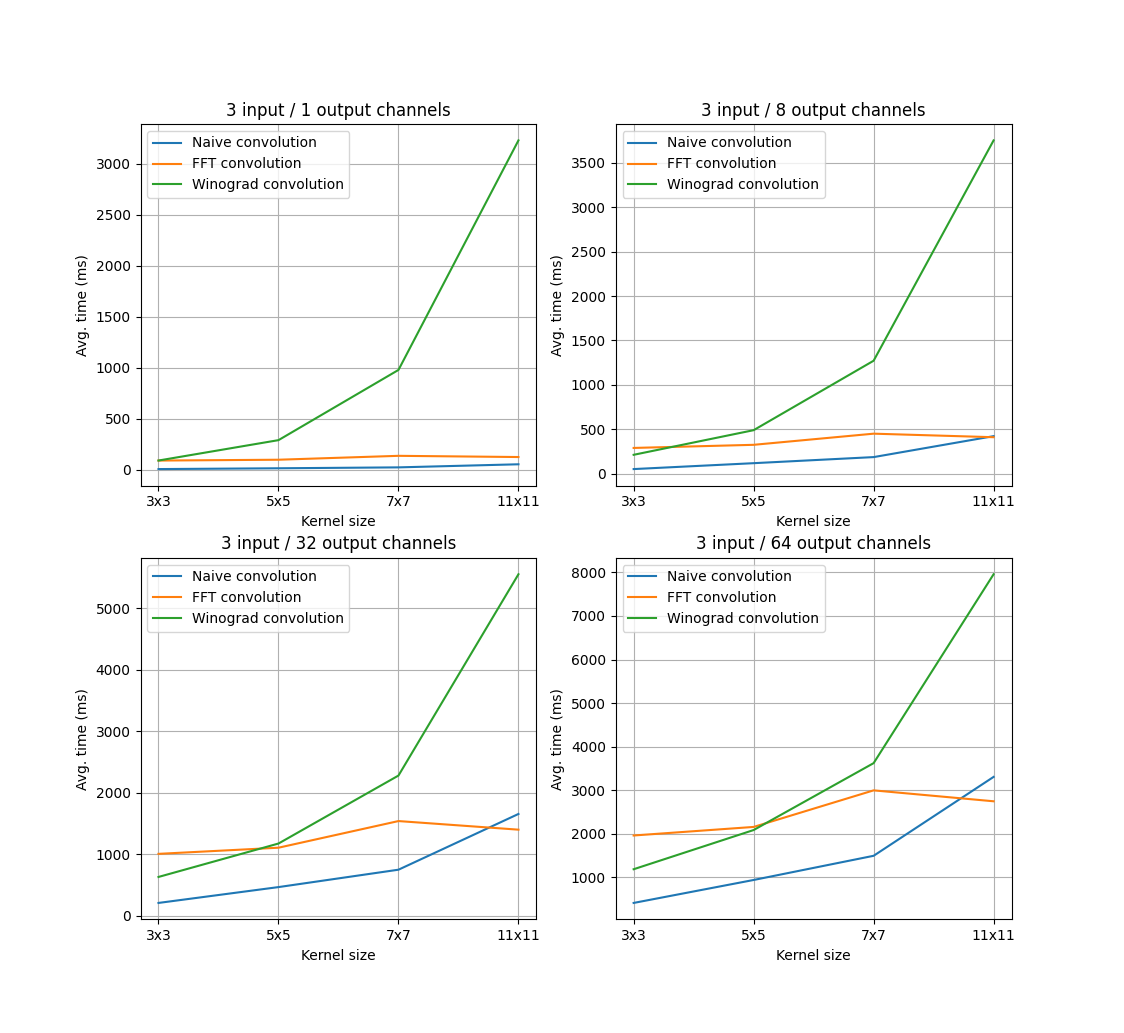 3 input / 1 output channels
Naive convolution
FFT convolution
Winograd convolution
3000
2500
2000
1500
1000
500
0
Avg. time (ms)
3x3 5x5 7x7 11x11
Kernel size
3 input / 8 output channels
Naive convolution
FFT convolution
Winograd convolution
3500
3000
2500
2000
1500
1000
500
0
Avg. time (ms)
3x3 5x5 7x7 11x11
Kernel size
3 input / 32 output channels
Naive convolution
FFT convolution
Winograd convolution
5000
4000
3000
2000
1000
0
Avg. time (ms)
3x3 5x5 7x7 11x11
Kernel size
3 input / 64 output channels
Naive convolution
FFT convolution
Winograd convolution
8000
7000
6000
5000
4000
3000
2000
1000
Avg. time (ms)
3x3 5x5 7x7 11x11
Kernel size